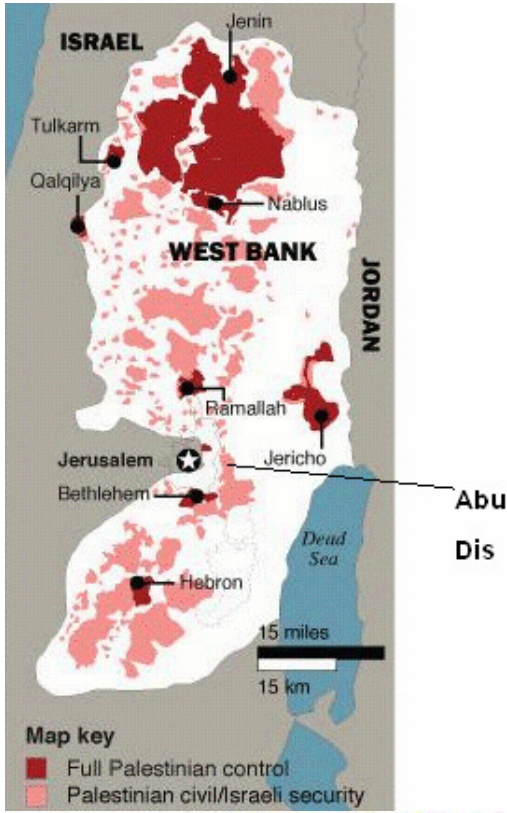 Jenin
ISRAEL
Tulkarm
Qalqilya
Nablus
WEST BANK
JORDAN
Ramallah
Jerusalem
Jericho
Bethlehem
Abu
Dis
Dead
Sea
Hebron
15 miles
15 km
Map key
Full Palestinian control
Palestinian civil/Israeli security